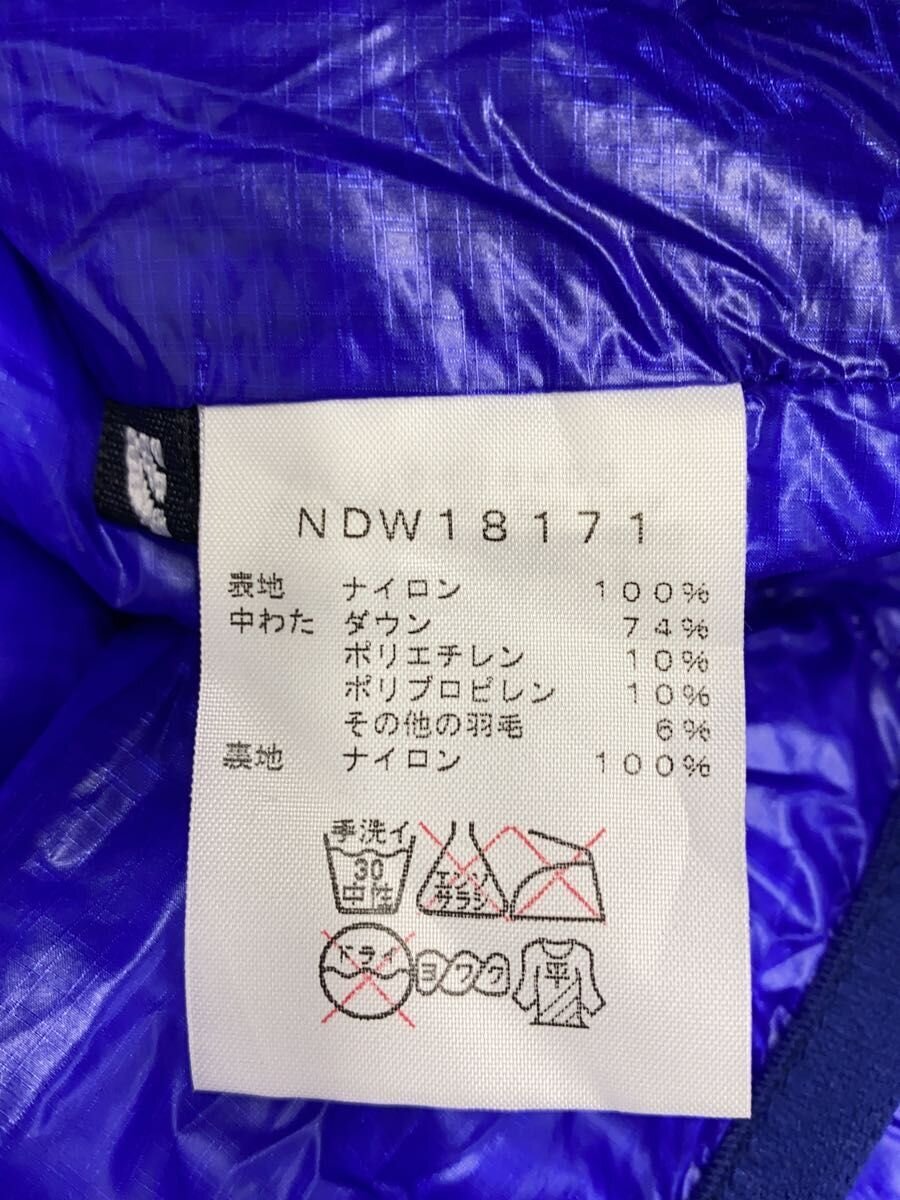 NDW18171
表地 ナイロン 100%
中わた ダウン 74%
ポリエチレン 10%
ポリプロピレン 10%
その他の羽毛 6%
裏地 ナイロン 100%
手洗イ
30
中性
エンソ
サラシ
ドライ
ヨワク
平